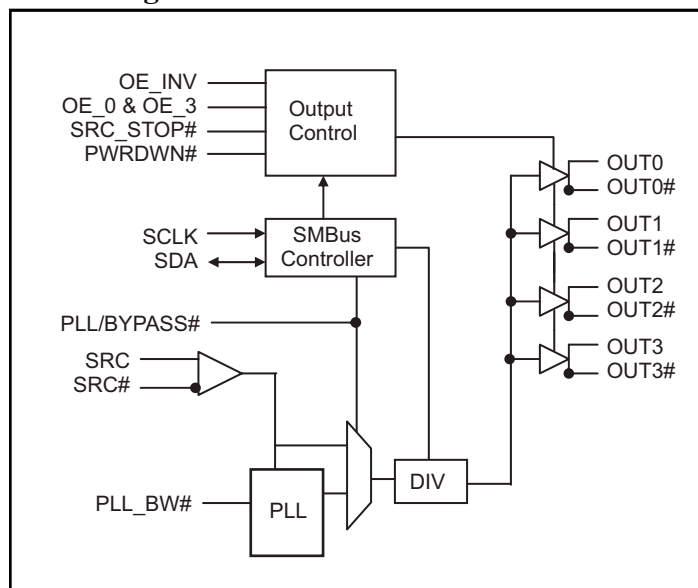 OE_INV
OE_0 & OE_3
SRC_STOP#
PWRDWN#
Output
Control
OUT0
OUT0#
OUT1
OUT1#
OUT2
OUT2#
OUT3
OUT3#
SCLK
SDA
SMBus
Controller
PLL/BYPASS#
SRC
SRC#
PLL_BW#
PLL
DIV